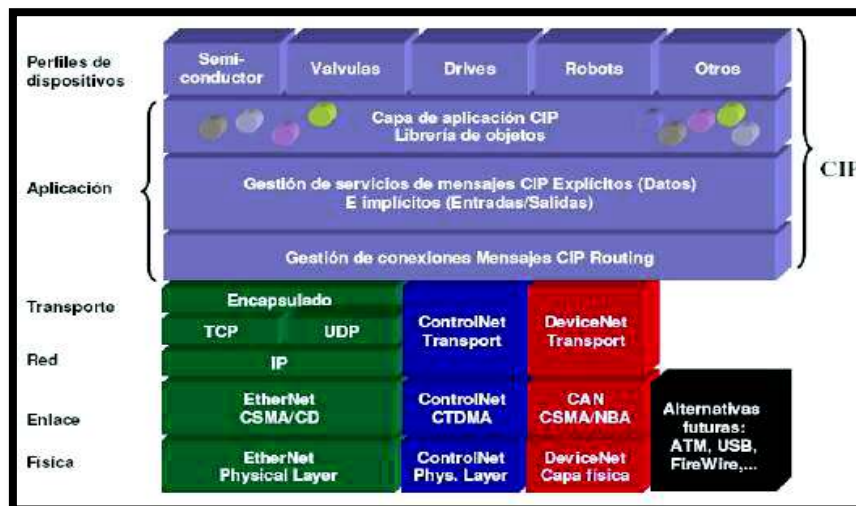 Perfiles de
dispositivos
Semi-
conductor
Valvulas
Drives
Robots
Otros
Capa de aplicación CIP
Librería de objetos
Aplicación
Gestión de servicios de mensajes CIP Explícitos (Datos)
E implícitos (Entradas/Salidas)
CIP
Gestión de conexiones Mensajes CIP Routing
Transporte
Encapsulado
TCP
UDP
ControlNet
Transport
DeviceNet
Transport
Red
IP
Enlace
EtherNet
CSMA/CD
ControlNet
CTDMA
CAN
CSMA/NBA
Alternativas
futuras:
ATM, USB,
FireWire,...
Física
EtherNet
Physical Layer
ControlNet
Phys. Layer
DeviceNet
Capa física